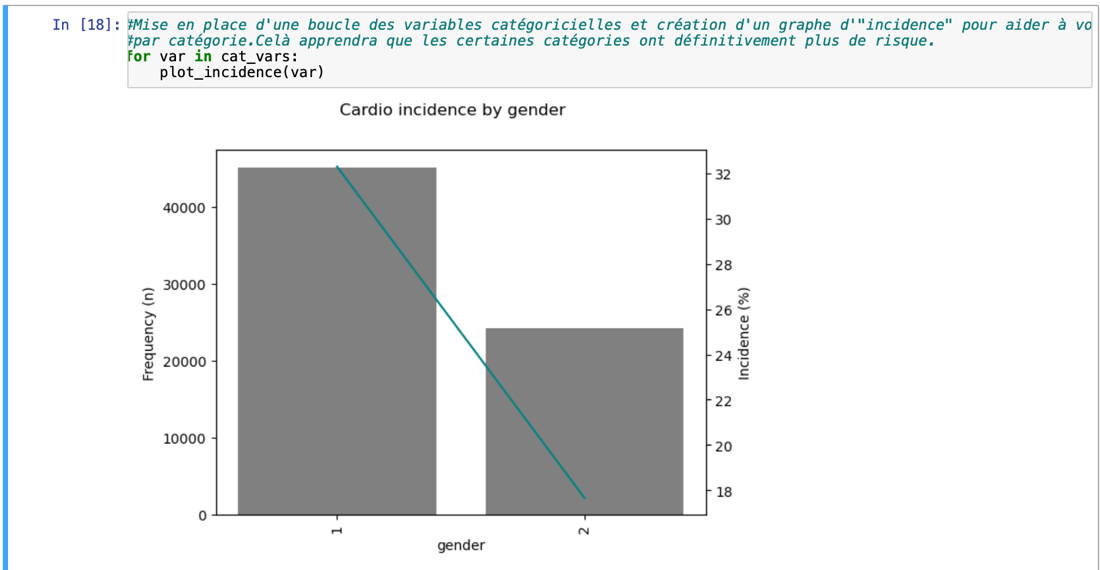 In [18]: #Mise en place d'une boucle des variables catégoricielles et création d'un graphe d'"incidence" pour aider à vo
#par catégorie.Celà apprendra que les certaines catégories ont définitivement plus de risque.
for var in cat_vars:
plot_incidence(var)
Cardio incidence by gender
Frequency (n)
40000
30000
20000
10000
0
32
30
28
26
24
22
20
18
Incidence (%)
1
2
gender